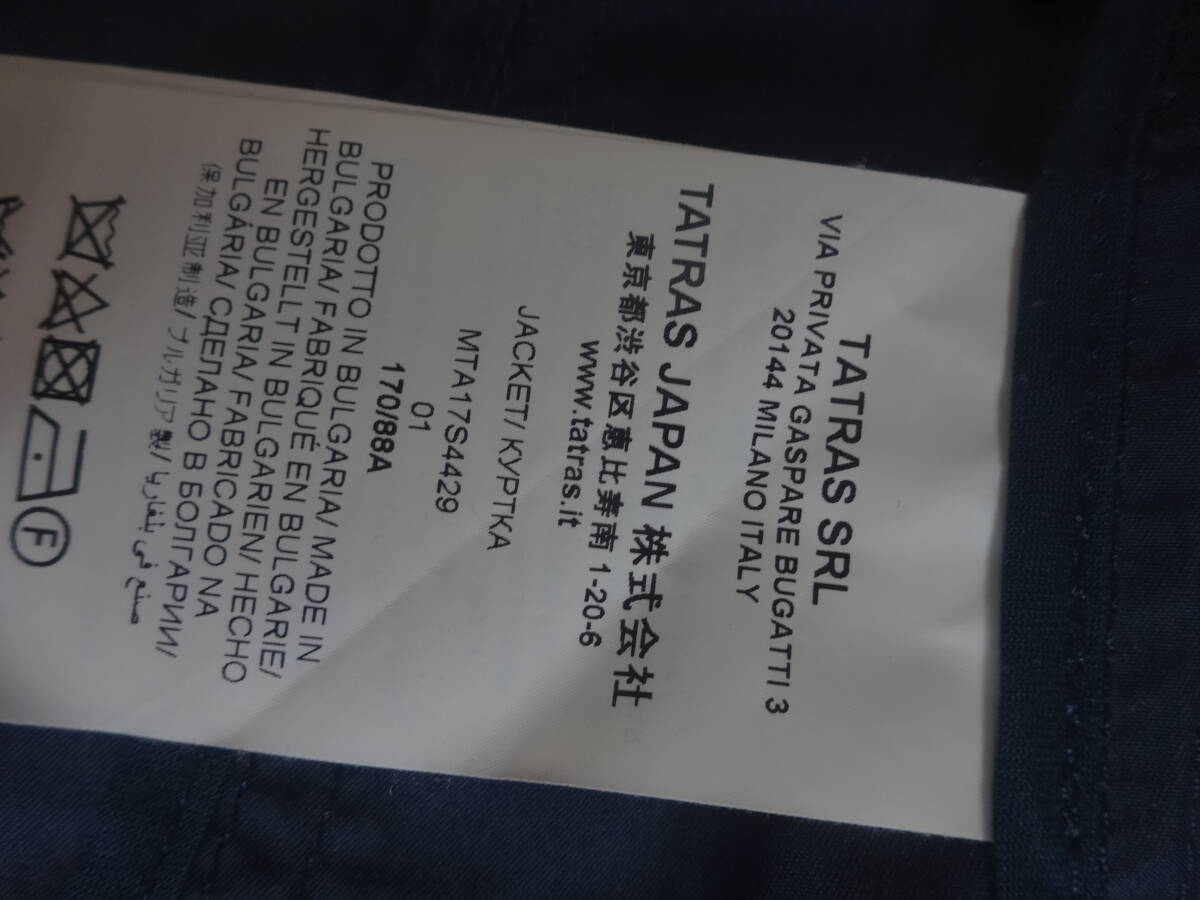 TATRAS SRL
VIA PRIVATA GASPARE BUGATTI 3
20144 MILANO ITALY
TATRAS JAPAN 株式会社
東京都渋谷区恵比寿南 1-20-6
www.tatras.it
JACKET/ КУРТКА
MTA17S4429
01
170/88A
PRODOTTO IN BULGARIA/ MADE IN
BULGARIA/ FABRIQUÉ EN BULGARIE/
HERGESTELLT IN BULGARIEN/ HECHO
EN BULGARIA/ FABRICADO NA
BULGÁRIA/ СДЕЛАНО В БОЛГАРИИ/
保加利亚制造/ ブルガリア製/ صنع في بلغاريا
F